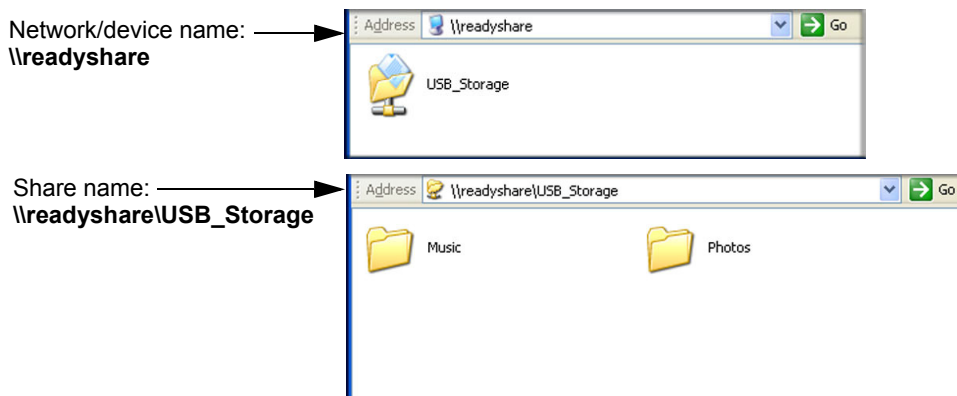 Network/device name:
\\readyshare
Address \\readyshare Go
USB_Storage
Share name:
\\readyshare\USB_Storage
Address \\readyshare\USB_Storage Go
Music Photos